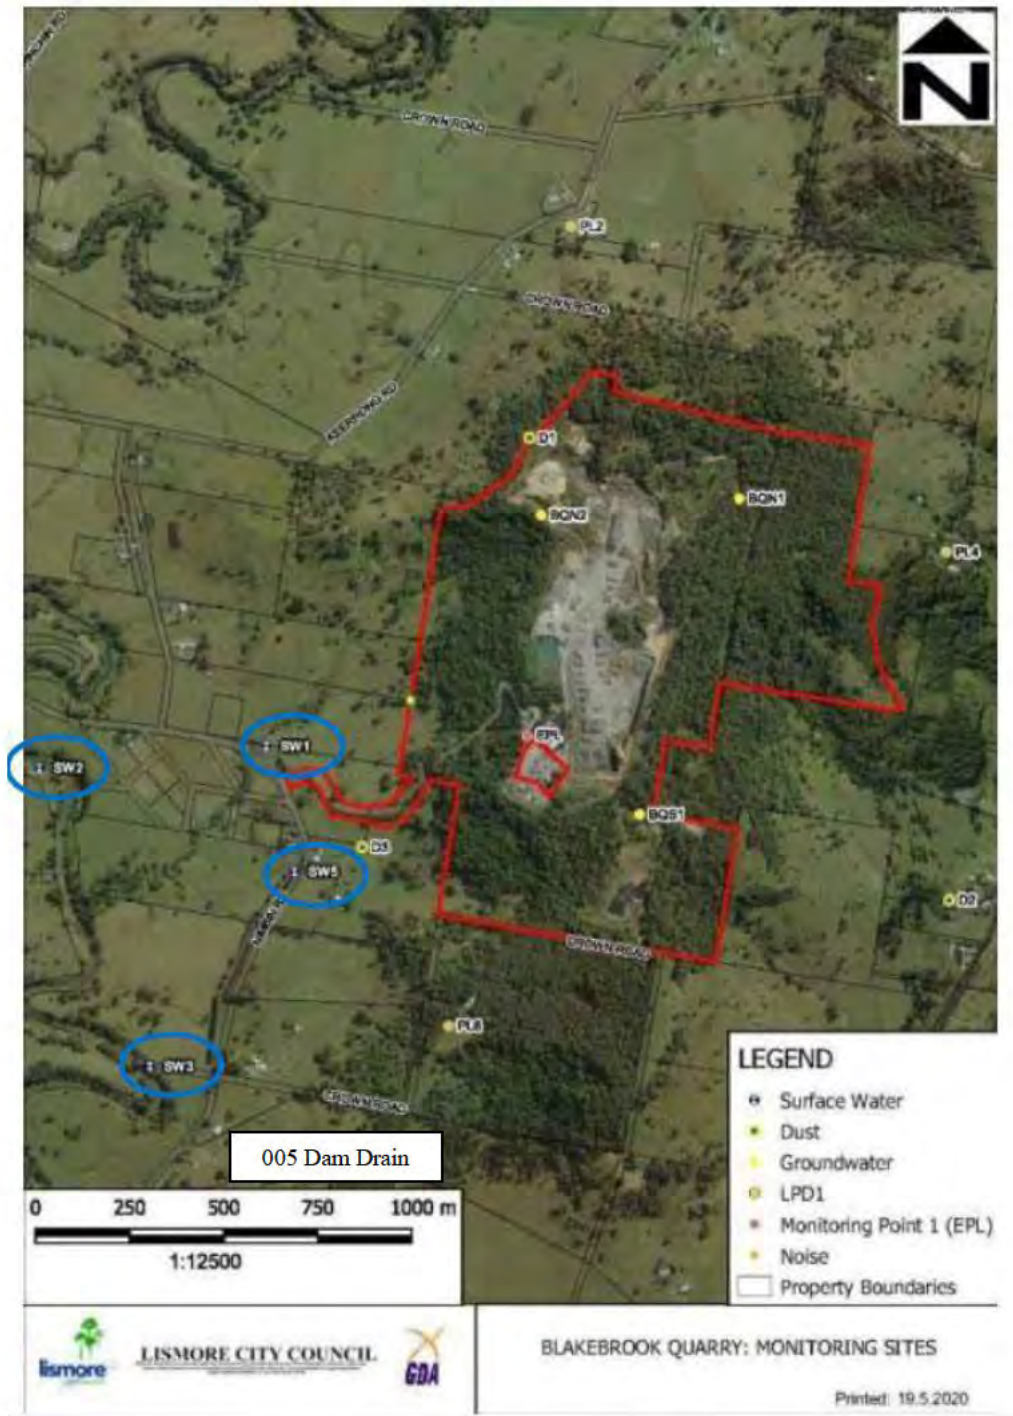 N
CROWN ROAD
PL2
CROWN ROAD
KEERRONG RD
D1
BQN1
BQN2
PL4
EPL
SW1
SW2
BQS1
D3
SW5
D2
CROWN ROAD
PL8
SW3
CROWN ROAD
005 Dam Drain
0 250 500 750 1000 m
1:12500
LEGEND
Surface Water
Dust
Groundwater
LPD1
Monitoring Point 1 (EPL)
Noise
Property Boundaries
lismore
LISMORE CITY COUNCIL
GDA
BLAKEBROOK QUARRY: MONITORING SITES
Printed: 19.5.2020